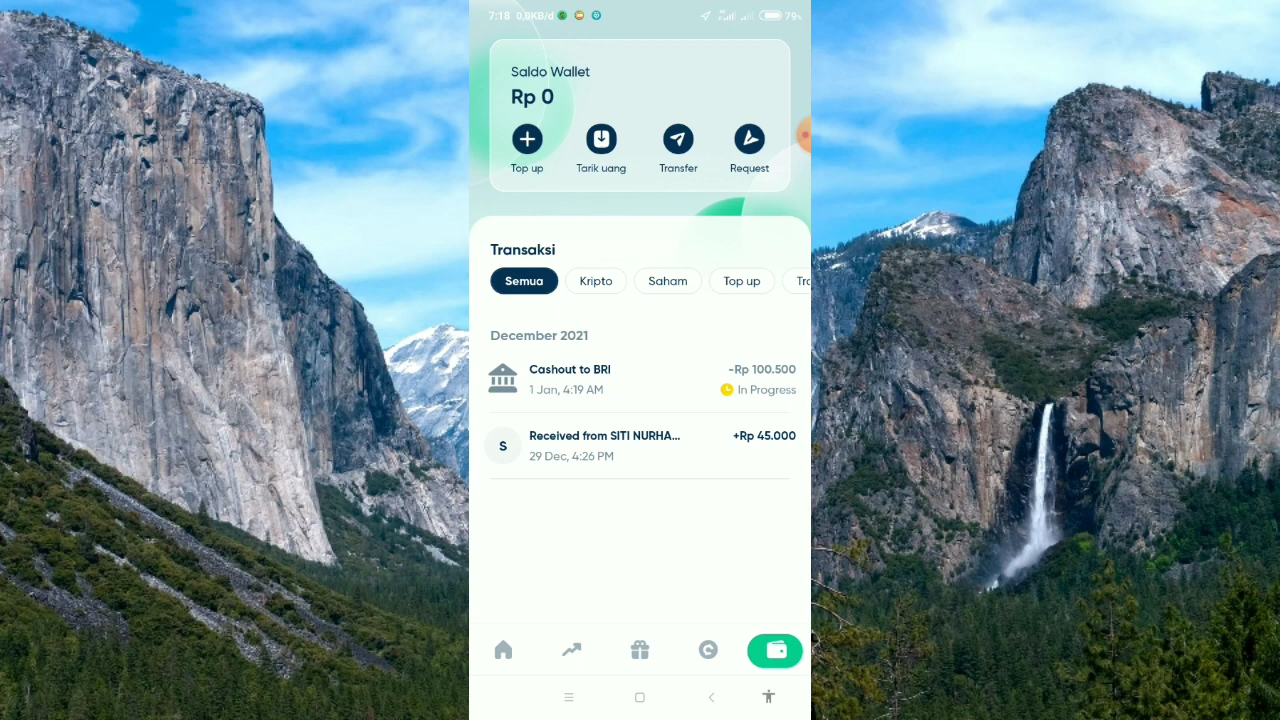 7:18 0,0KB/d 79%
Saldo Wallet
Rp 0
Top up Tarik uang Transfer Request
Transaksi
Semua Kripto Saham Top up Tra
December 2021
Cashout to BRI -Rp 100.500
1 Jan, 4:19 AM In Progress
S Received from SITI NURHA... +Rp 45.000
29 Dec, 4:26 PM